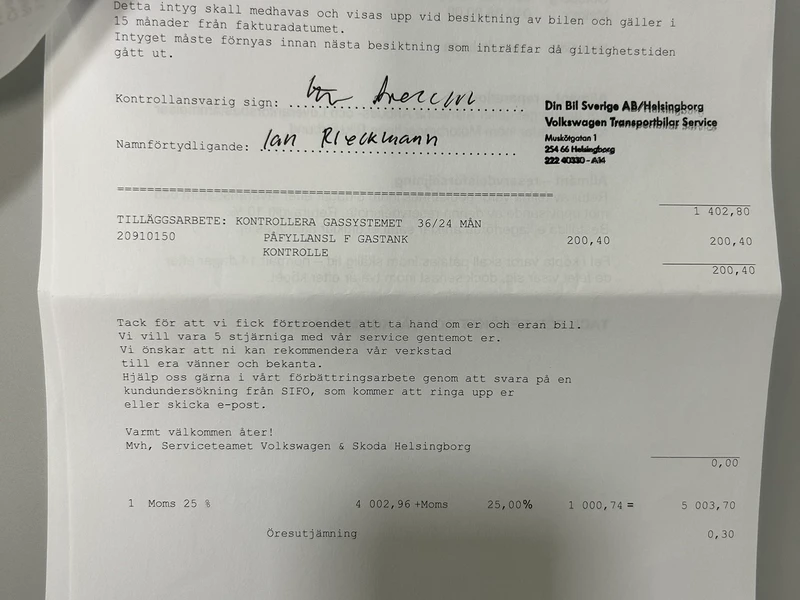 Detta intyg skall medhavas och visas upp vid besiktning av bilen och gäller i
15 månader från fakturadatumet.
Intyget måste förnyas innan nästa besiktning som inträffar då giltighetstiden
gått ut.
Kontrollansvarig sign:
Din Bil Sverige AB/Helsingborg
Volkswagen Transportbilar Service
Muskötgatan 1
254 66 Helsingborg
222 40330 - A14
Namnförtydligande: Ian Rleckmann
1 402,80
TILLÄGGSARBETE: KONTROLLERA GASSYSTEMET 36/24 MÅN
20910150 PÅFYLLANSL F GASTANK 200,40 200,40
KONTROLLE
200,40
Tack för att vi fick förtroendet att ta hand om er och eran bil.
Vi vill vara 5 stjärniga med vår service gentemot er.
Vi önskar att ni kan rekommendera vår verkstad
till era vänner och bekanta.
Hjälp oss gärna i vårt förbättringsarbete genom att svara på en
kundundersökning från SIFO, som kommer att ringa upp er
eller skicka e-post.
Varmt välkommen åter!
Mvh, Serviceteamet Volkswagen & Skoda Helsingborg
0,00
1 Moms 25 % 4 002,96 +Moms 25,00% 1 000,74 = 5 003,70
Öresutjämning 0,30